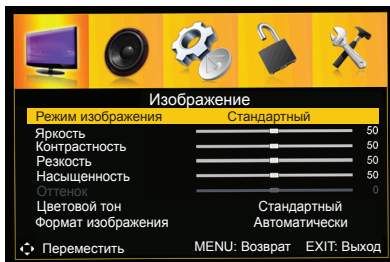 Изображение
Режим изображения Стандартный
Яркость 50
Контрастность 50
Резкость 50
Насыщенность 50
Оттенок 0
Цветовой тон Стандартный
Формат изображения Автоматически
Переместить MENU: Возврат EXIT: Выход